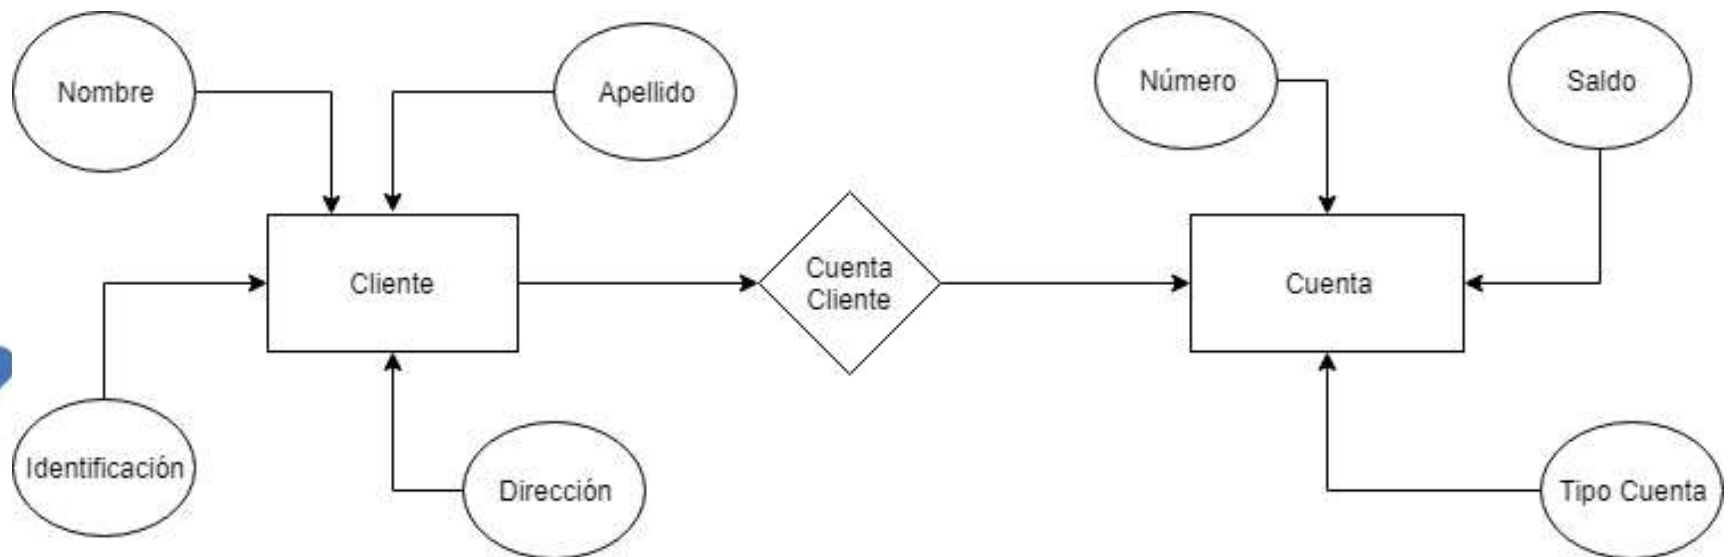 Nombre
Apellido
Número
Saldo
Cliente
Cuenta
Cliente
Cuenta
Identificación
Dirección
Tipo Cuenta